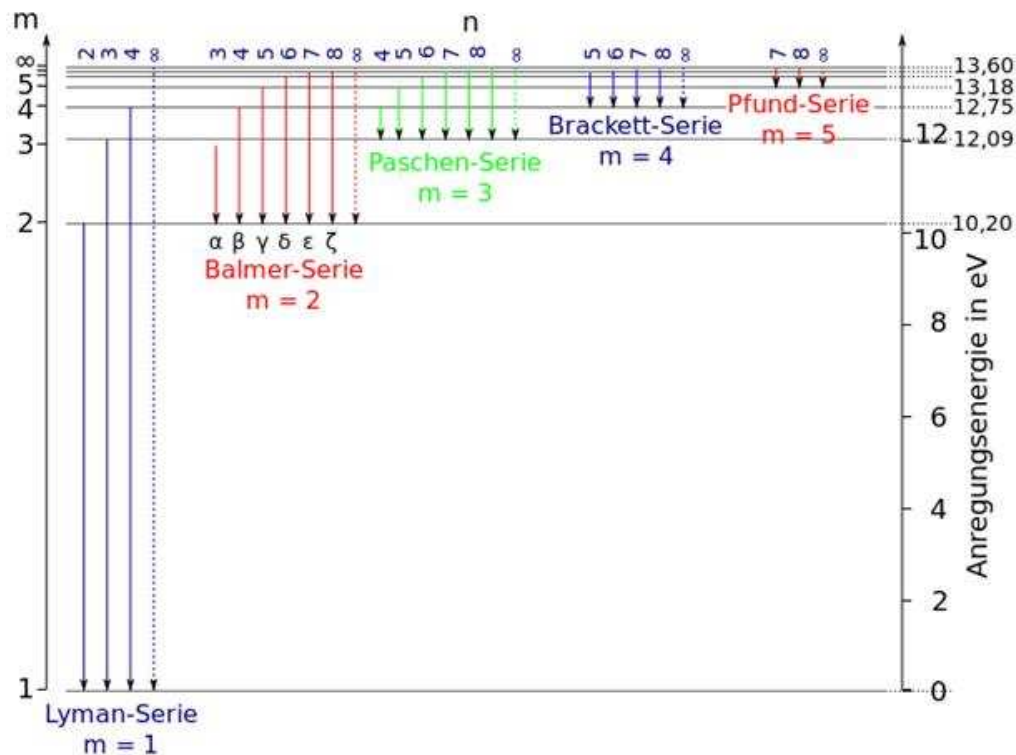 m
n
2 3 4 ∞
3 4 5 6 7 8 ∞
4 5 6 7 8 ∞
5 6 7 8 ∞
7 8 ∞
∞
5
4
3
2
1
13,60
13,18
12,75
12,09
10,20
12
10
8
6
4
2
0
Anregungsenergie in eV
Pfund-Serie
m = 5
Brackett-Serie
m = 4
Paschen-Serie
m = 3
α β γ δ ε ζ
Balmer-Serie
m = 2
Lyman-Serie
m = 1